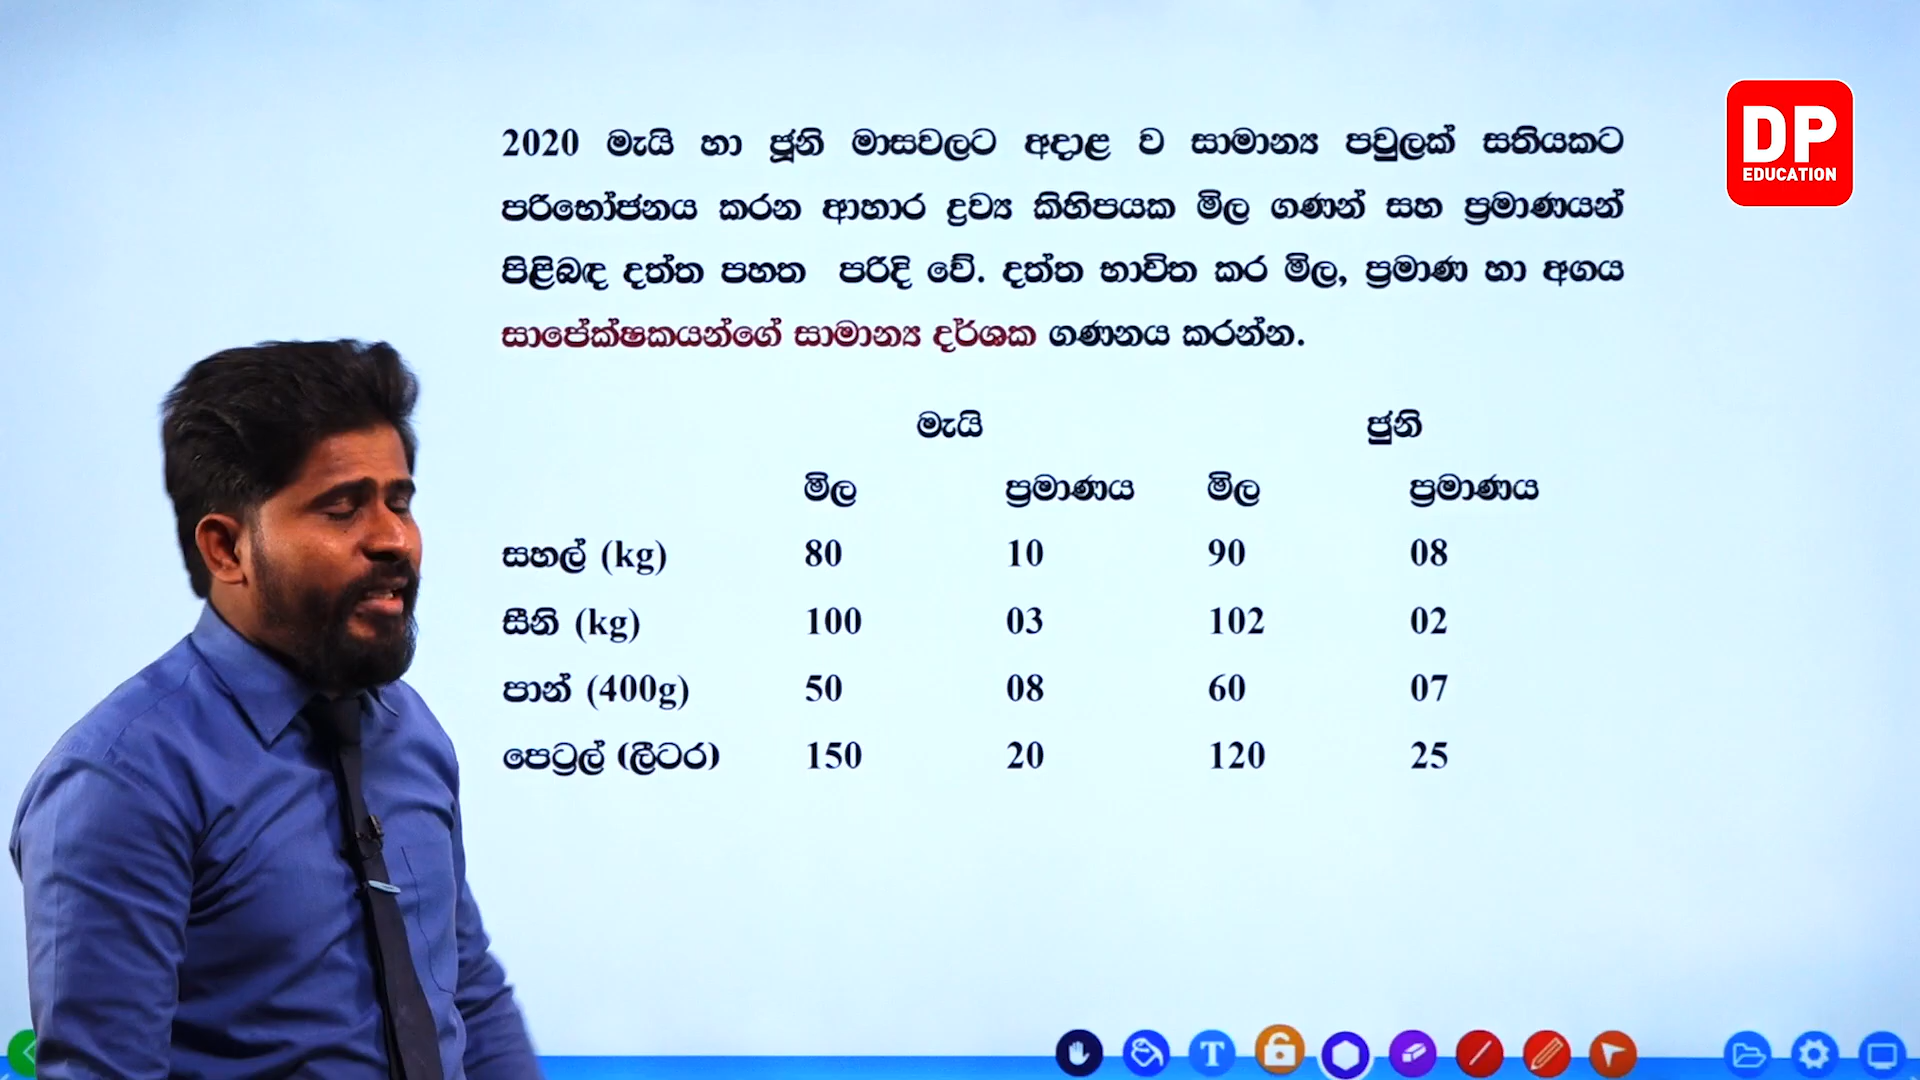 DP
EDUCATION
2020 මැයි හා ජූනි මාසවලට අදාළ ව සාමාන්‍ය පවුලක් සතියකට
පරිභෝජනය කරන ආහාර ද්‍රව්‍ය කිහිපයක මිල ගණන් සහ ප්‍රමාණයන්
පිළිබඳ දත්ත පහත පරිදි වේ. දත්ත භාවිත කර මිල, ප්‍රමාණ හා අගය
සාපේක්ෂකයන්ගේ සාමාන්‍ය දර්ශක ගණනය කරන්න.
මැයි ජුනි
මිල ප්‍රමාණය මිල ප්‍රමාණය
සහල් (kg) 80 10 90 08
සීනි (kg) 100 03 102 02
පාන් (400g) 50 08 60 07
පෙට්‍රල් (ලීටර) 150 20 120 25
T